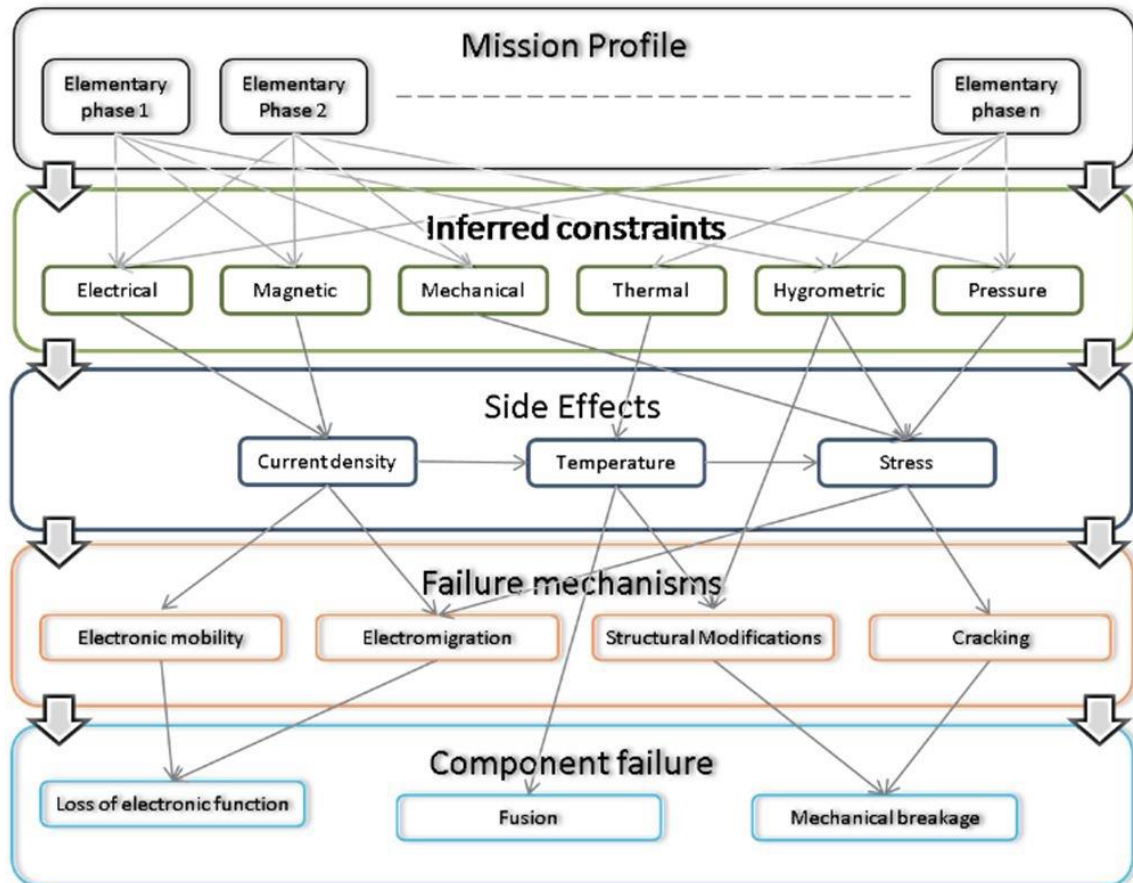 Mission Profile
Elementary
phase 1
Elementary
Phase 2
Elementary
phase n
Inferred constraints
Electrical
Magnetic
Mechanical
Thermal
Hygrometric
Pressure
Side Effects
Current density
Temperature
Stress
Failure mechanisms
Electronic mobility
Electromigration
Structural Modifications
Cracking
Component failure
Loss of electronic function
Fusion
Mechanical breakage